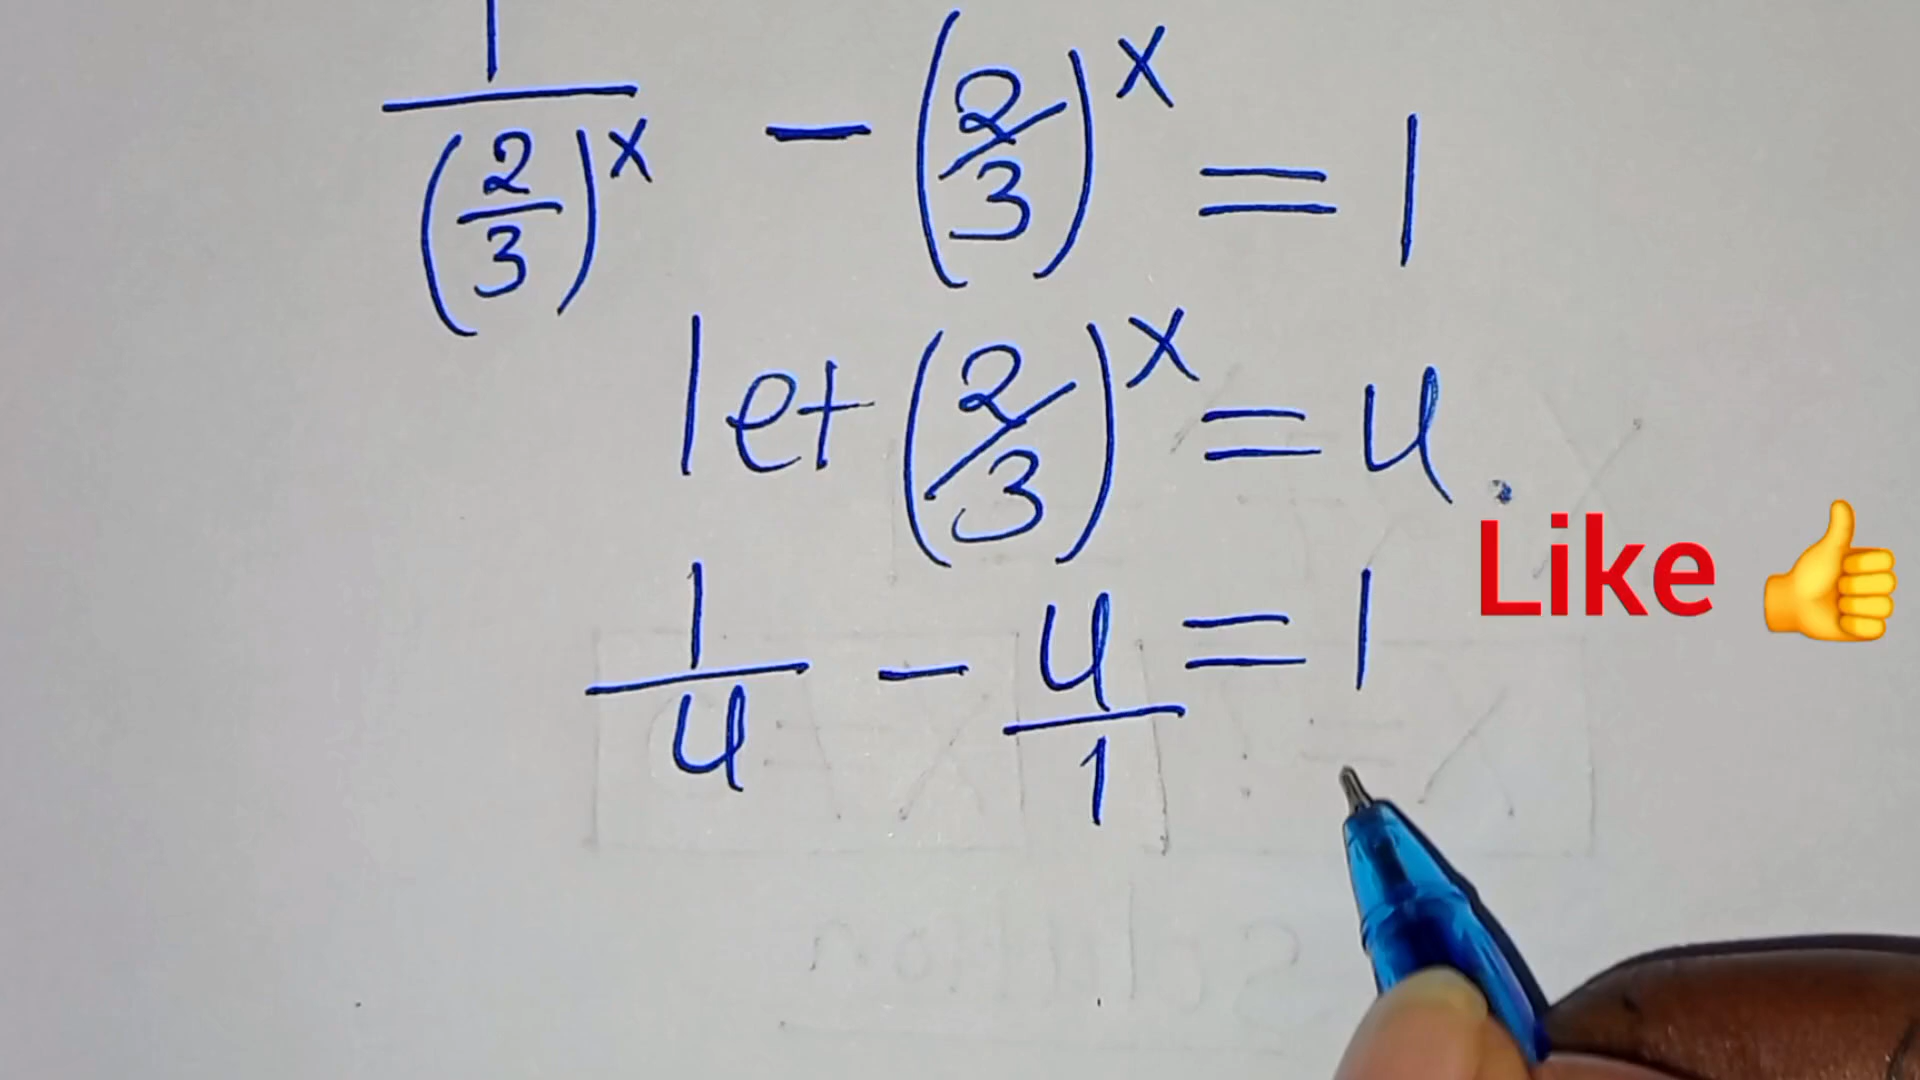 1/(2/3)^x - (2/3)^x = 1
let (2/3)^x = u.
Like 👍
1/u - u/1 = 1